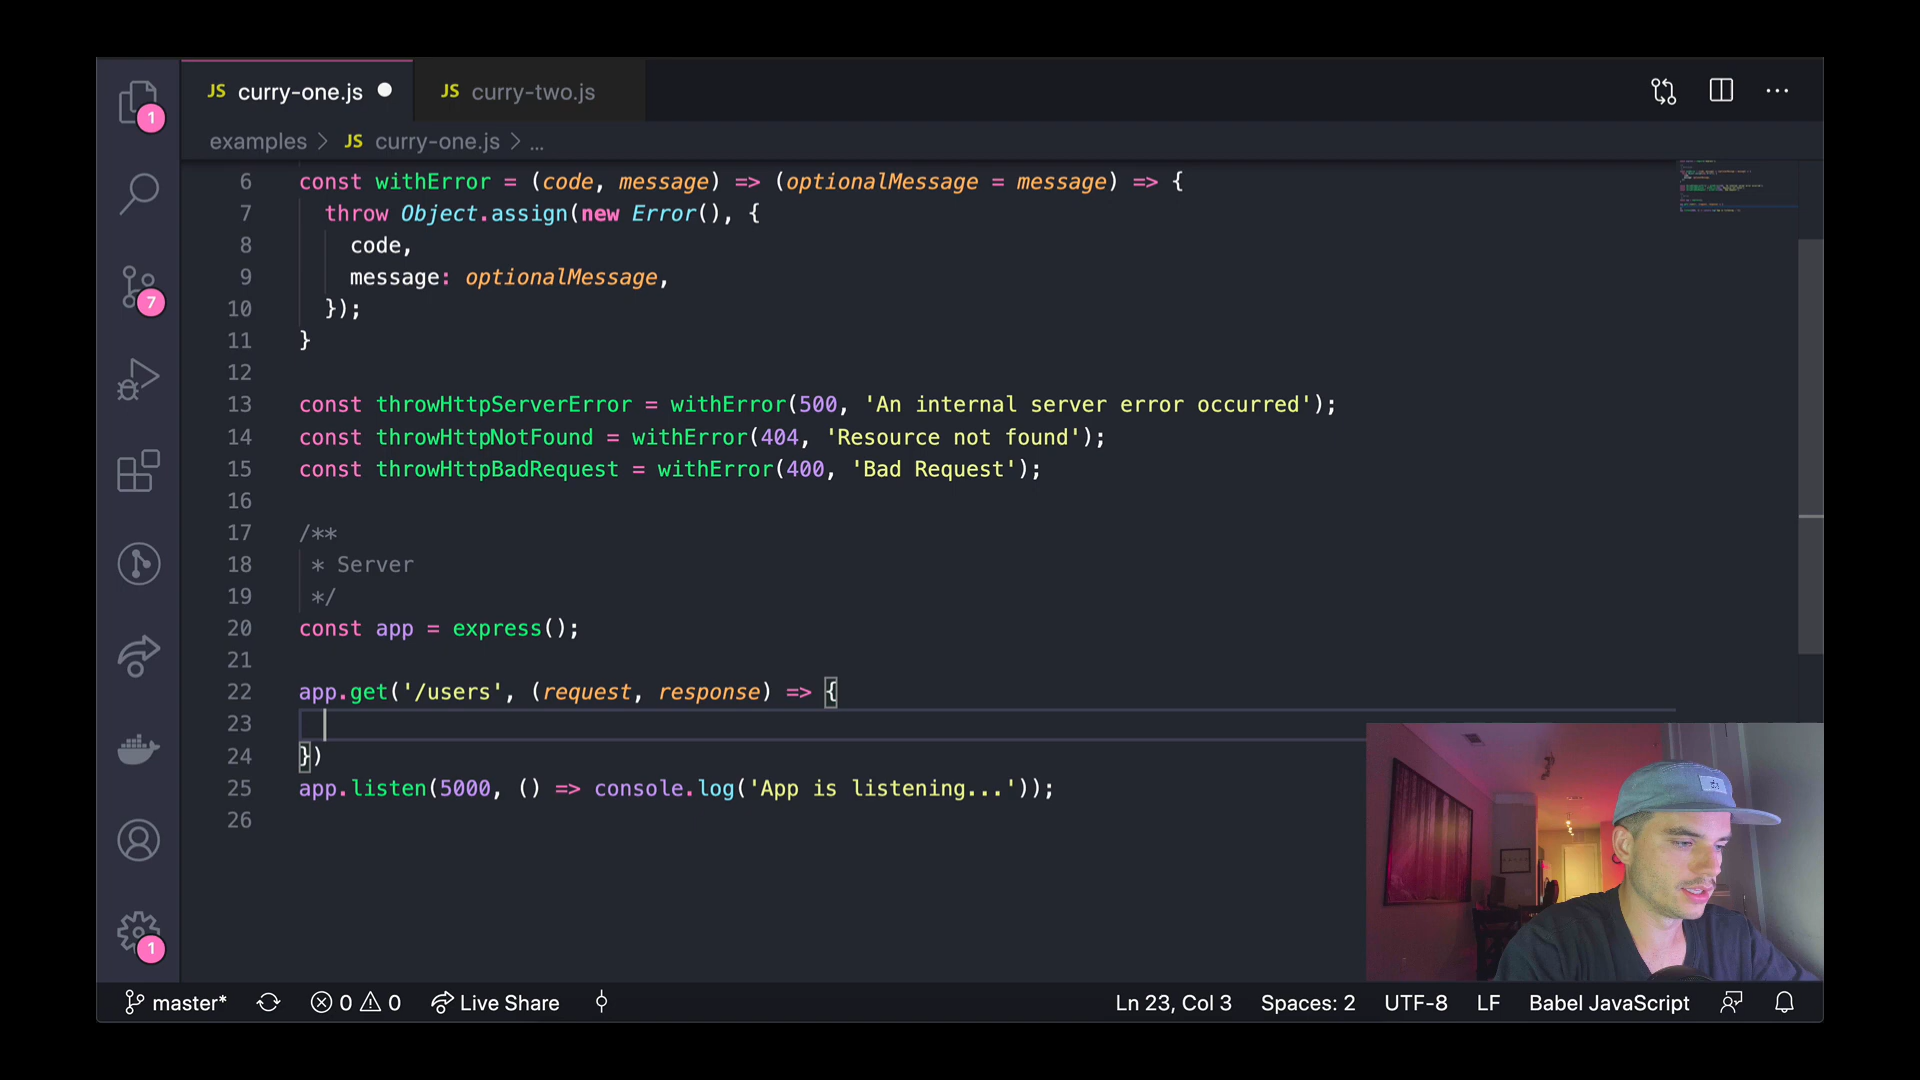 JS curry-one.js
JS curry-two.js
examples > JS curry-one.js > ...
1
7
1
6 const withError = (code, message) => (optionalMessage = message) => {
7 throw Object.assign(new Error(), {
8 code,
9 message: optionalMessage,
10 });
11 }
12
13 const throwHttpServerError = withError(500, 'An internal server error occurred');
14 const throwHttpNotFound = withError(404, 'Resource not found');
15 const throwHttpBadRequest = withError(400, 'Bad Request');
16
17 /**
18 * Server
19 */
20 const app = express();
21
22 app.get('/users', (request, response) => {
23
24 })
25 app.listen(5000, () => console.log('App is listening...'));
26
master* 0 0 Live Share Ln 23, Col 3 Spaces: 2 UTF-8 LF Babel JavaScript